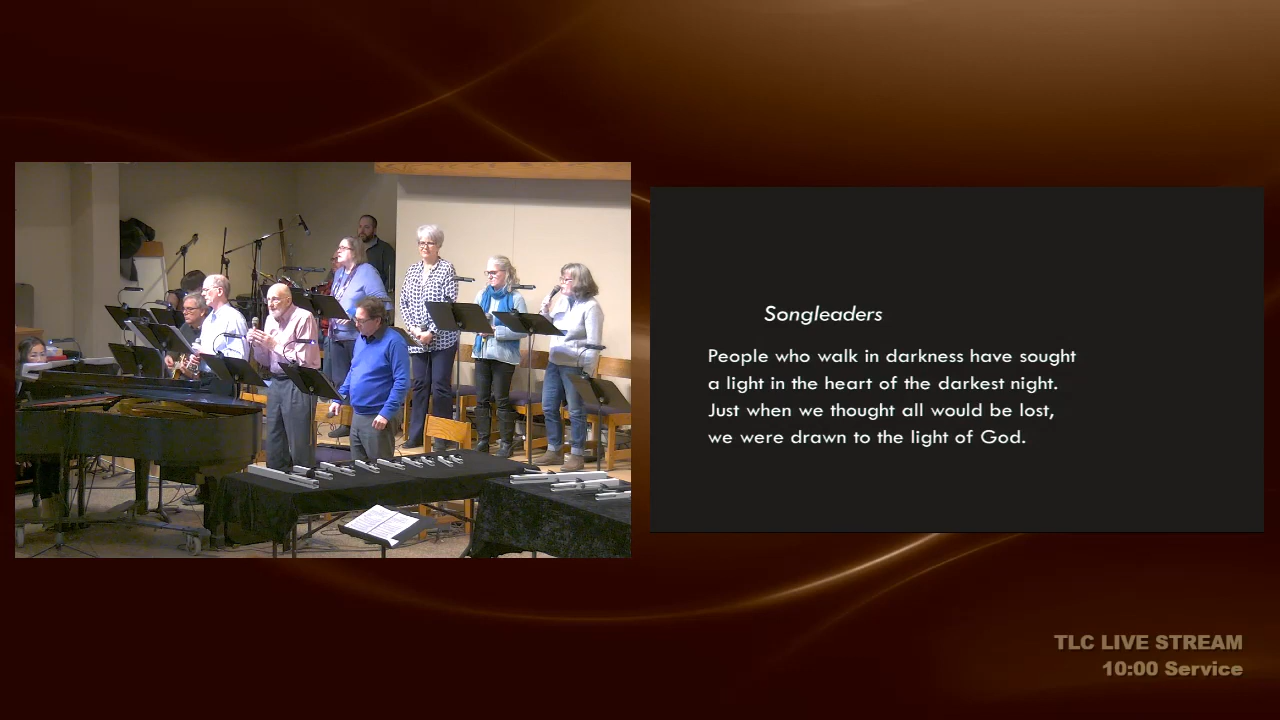 Songleaders
People who walk in darkness have sought
a light in the heart of the darkest night.
Just when we thought all would be lost,
we were drawn to the light of God.
TLC LIVE STREAM
10:00 Service